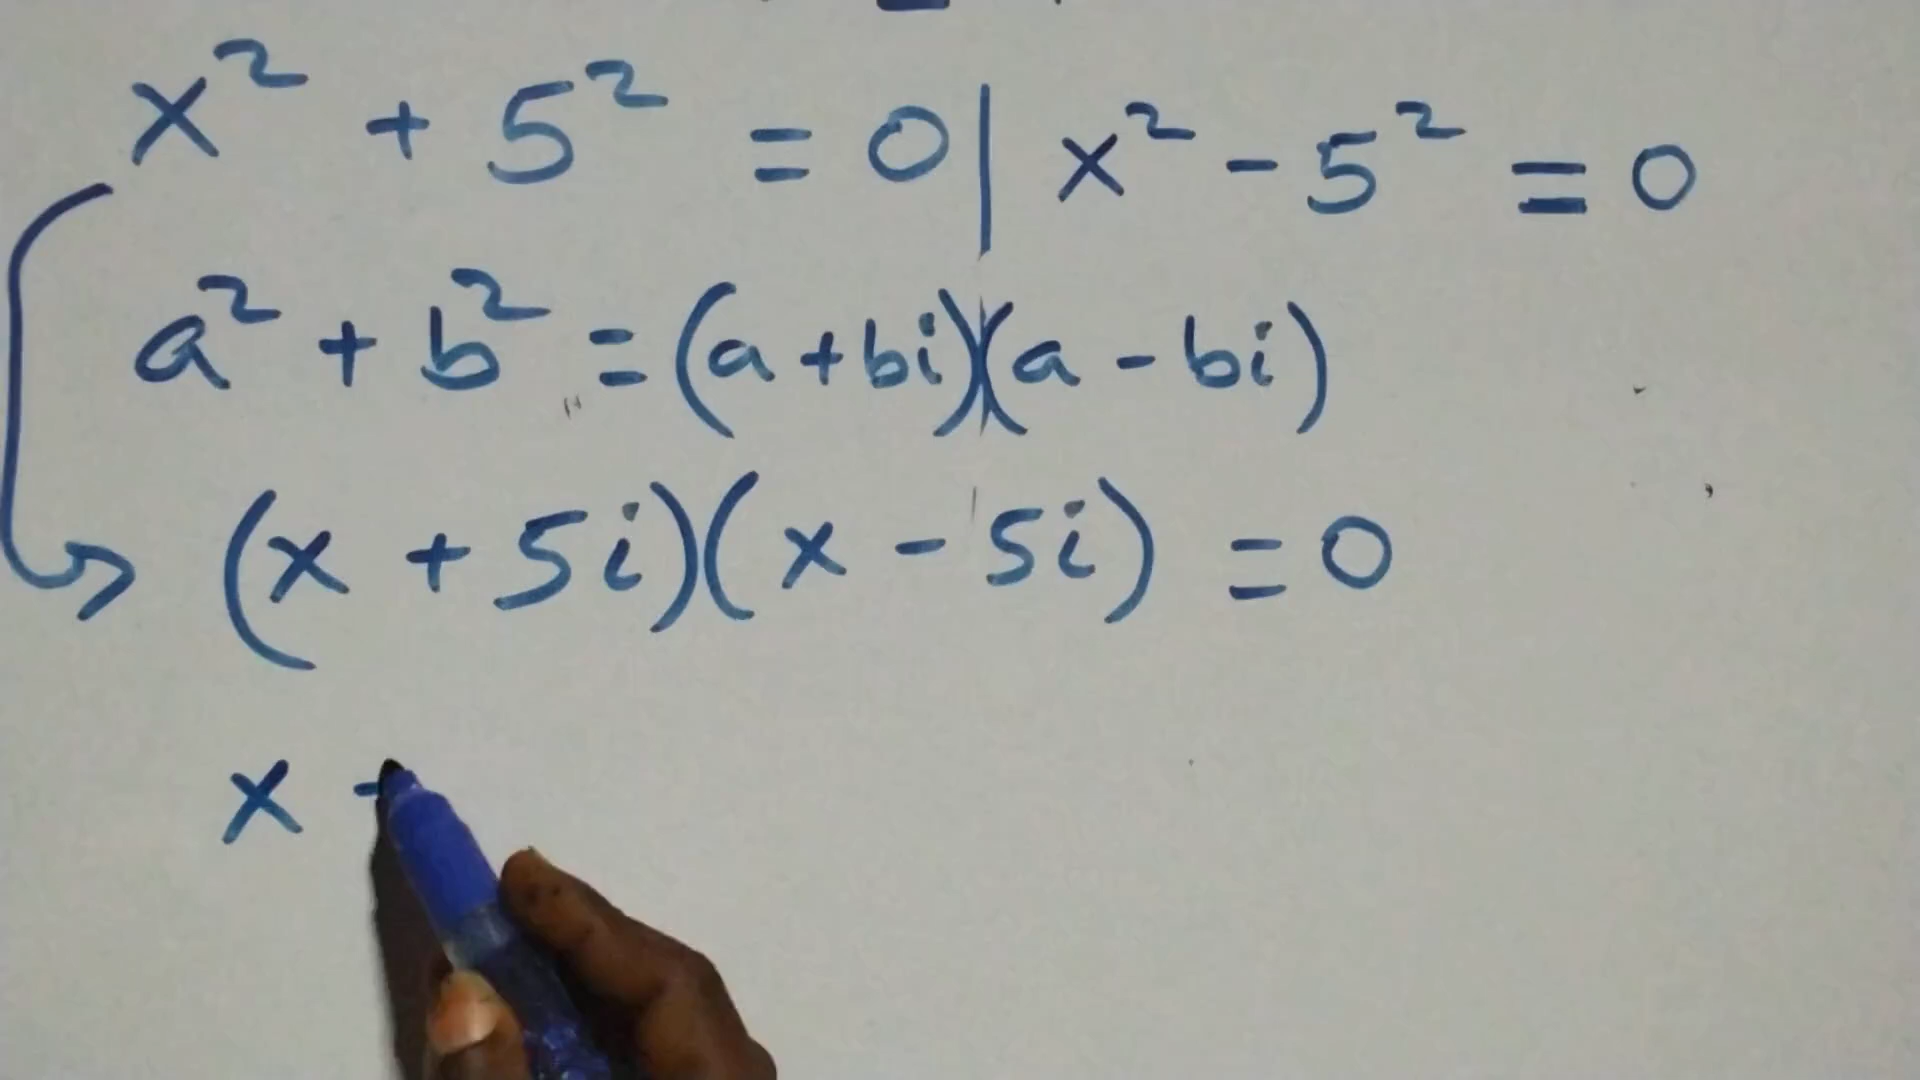 x² + 5² = 0 | x² - 5² = 0
a² + b² = (a + bi)(a - bi)
(x + 5i)(x - 5i) = 0
x